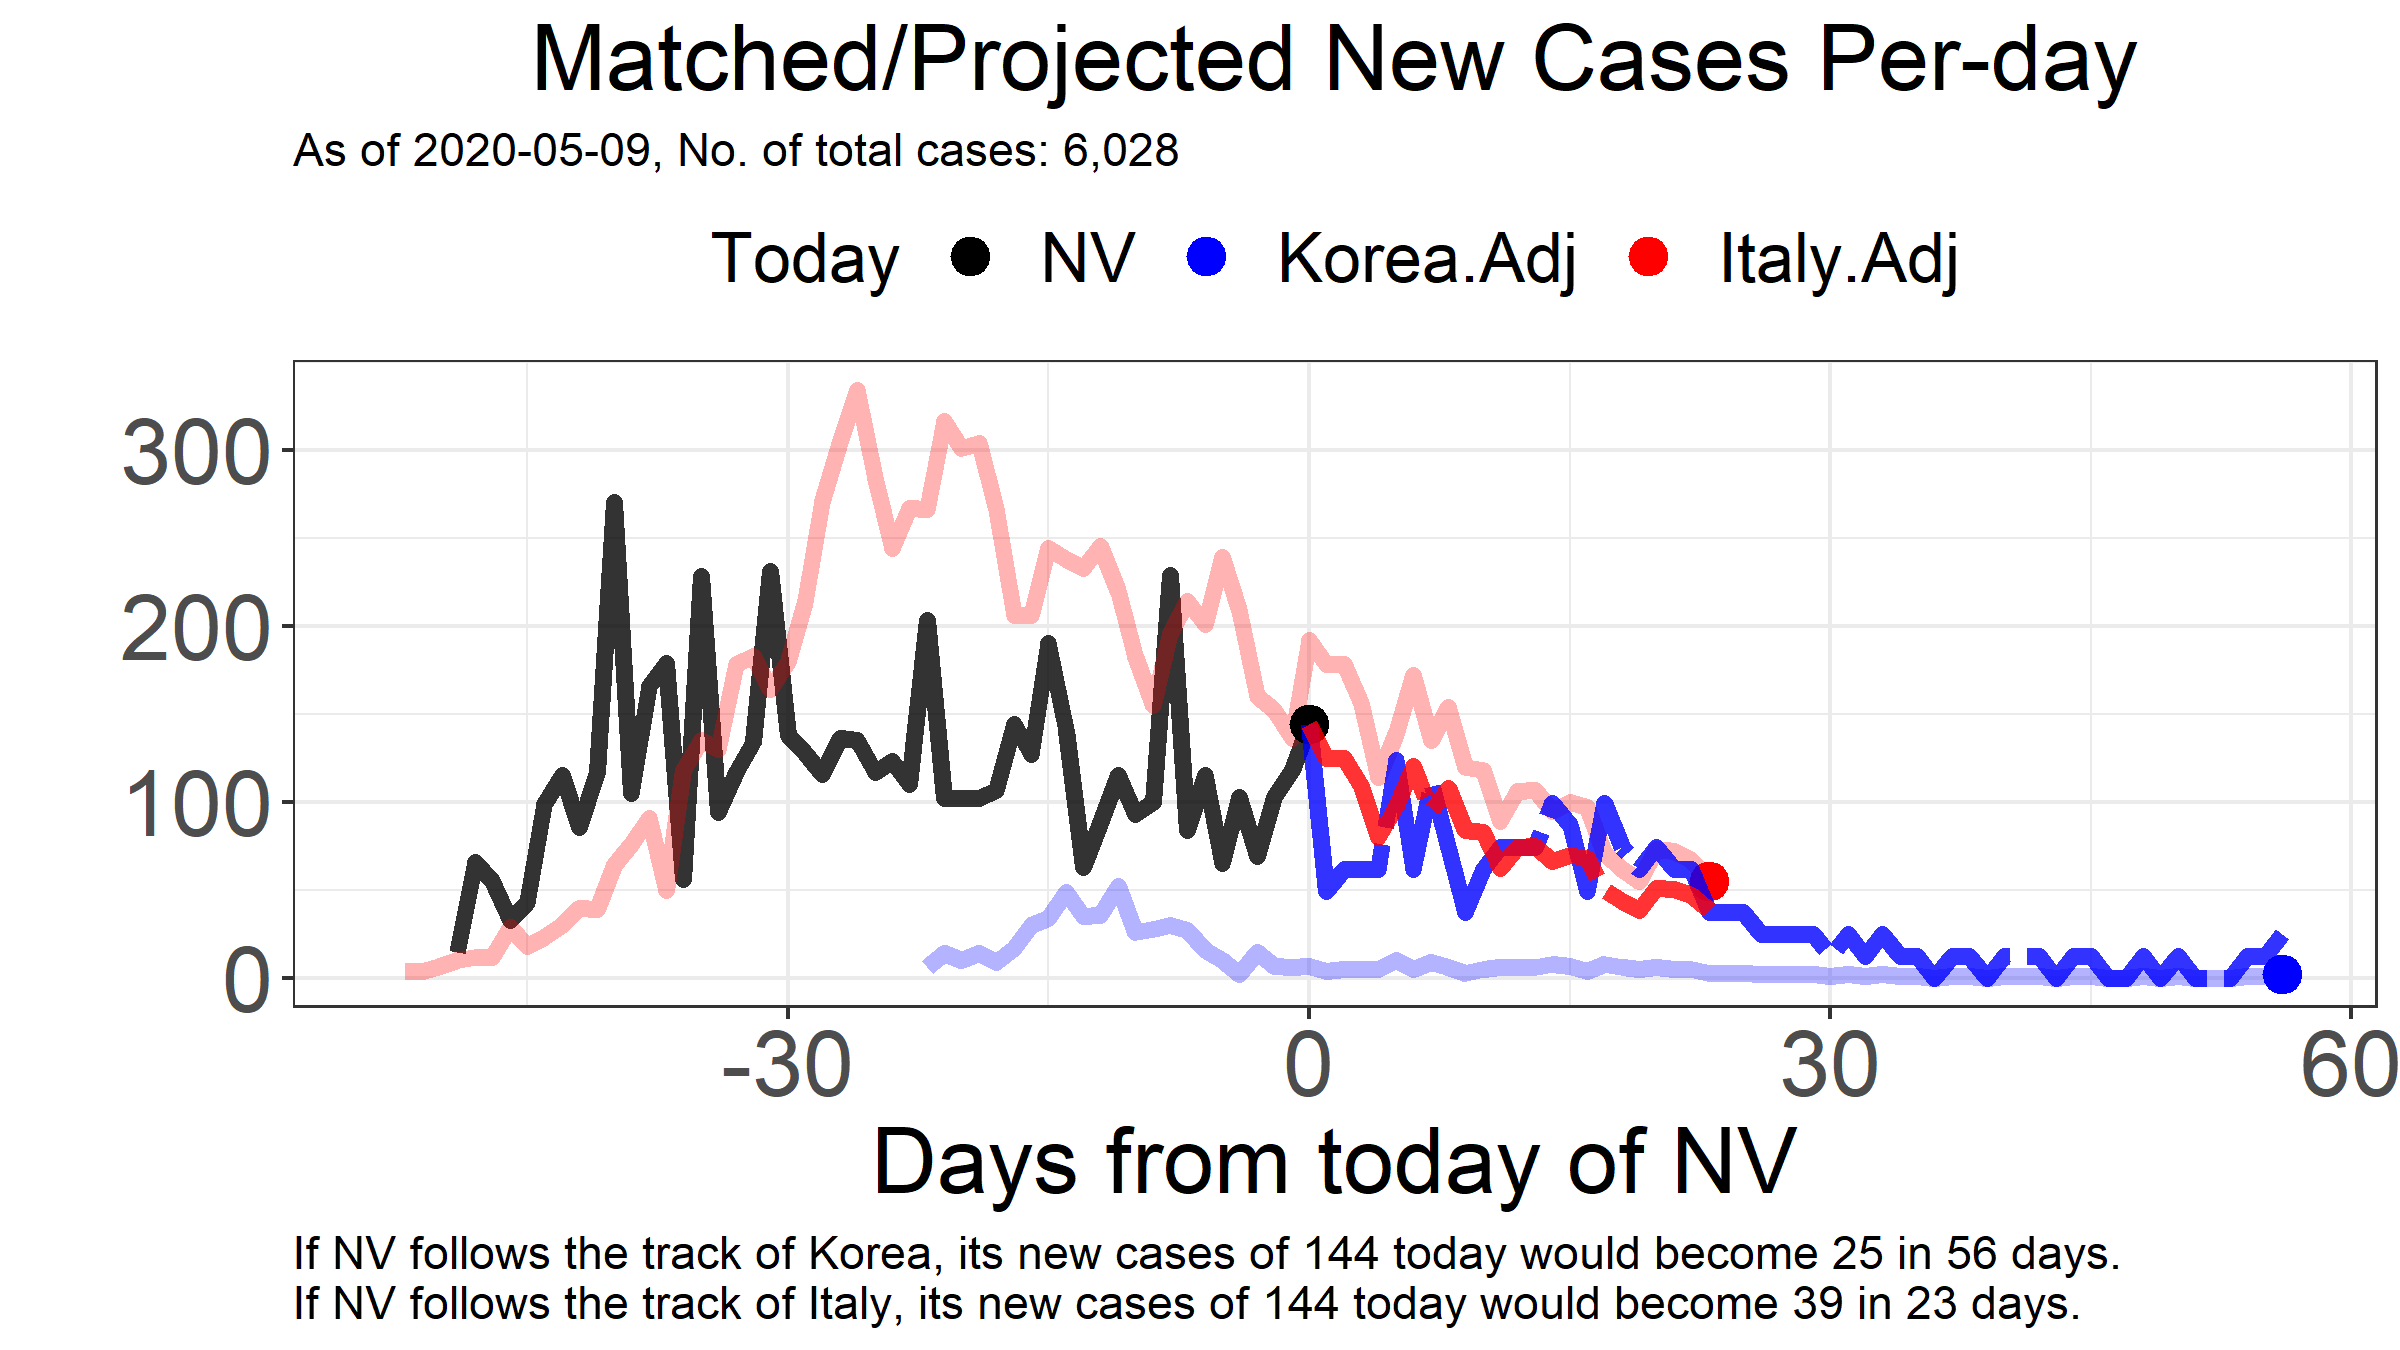 Matched/Projected New Cases Per-day
As of 2020-05-09, No. of total cases: 6,028
Today NV Korea.Adj Italy.Adj
300
200
100
0
-30 0 30 60
Days from today of NV
If NV follows the track of Korea, its new cases of 144 today would become 25 in 56 days.
If NV follows the track of Italy, its new cases of 144 today would become 39 in 23 days.